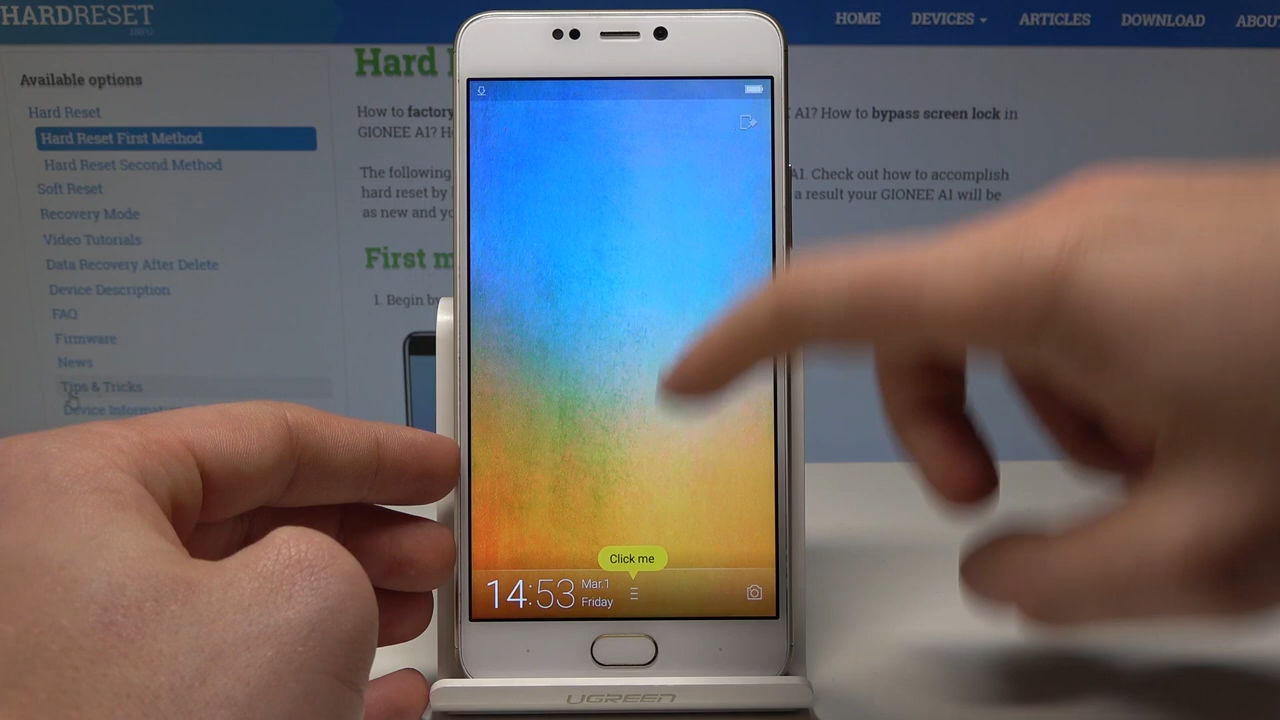 HARDRESET
INFO
HOME
DEVICES
ARTICLES
DOWNLOAD
ABOU
Available options
Hard Reset
Hard Reset First Method
Hard Reset Second Method
Soft Reset
Recovery Mode
Video Tutorials
Data Recovery After Delete
Device Description
FAQ
Firmware
News
Tips & Tricks
Device Information
Hard
How to factory
A1? How to bypass screen lock in
GIONEE A1? H
The following
A1. Check out how to accomplish
hard reset by
a result your GIONEE A1 will be
as new and yo
First m
1. Begin by
Click me
14:53
Mar.1
Friday
UGREEN